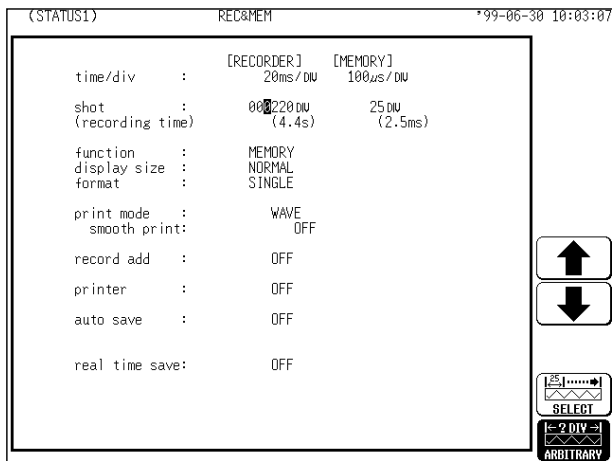 (STATUS1) REC&MEM '99-06-30 10:03:07
[RECORDER] [MEMORY]
time/div : 20ms/DIV 100µs/DIV
shot : 000220DIV 25DIV
(recording time) (4.4s) (2.5ms)
function : MEMORY
display size : NORMAL
format : SINGLE
print mode : WAVE
smooth print: OFF
record add : OFF
printer : OFF
auto save : OFF
real time save: OFF
25
SELECT
? DIV
ARBITRARY